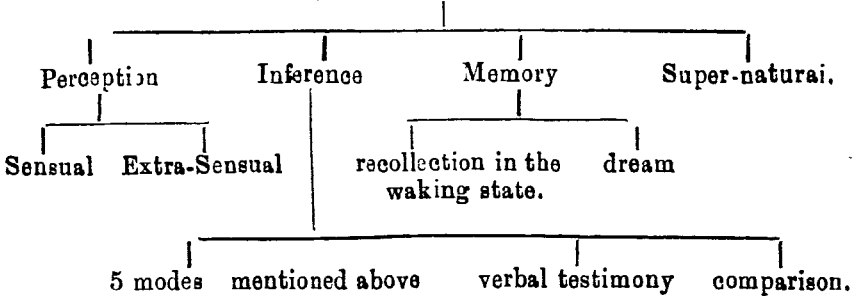 Perception Inference Memory Super-natural.
Sensual Extra-Sensual recollection in the dream
waking state.
5 modes mentioned above verbal testimony comparison.